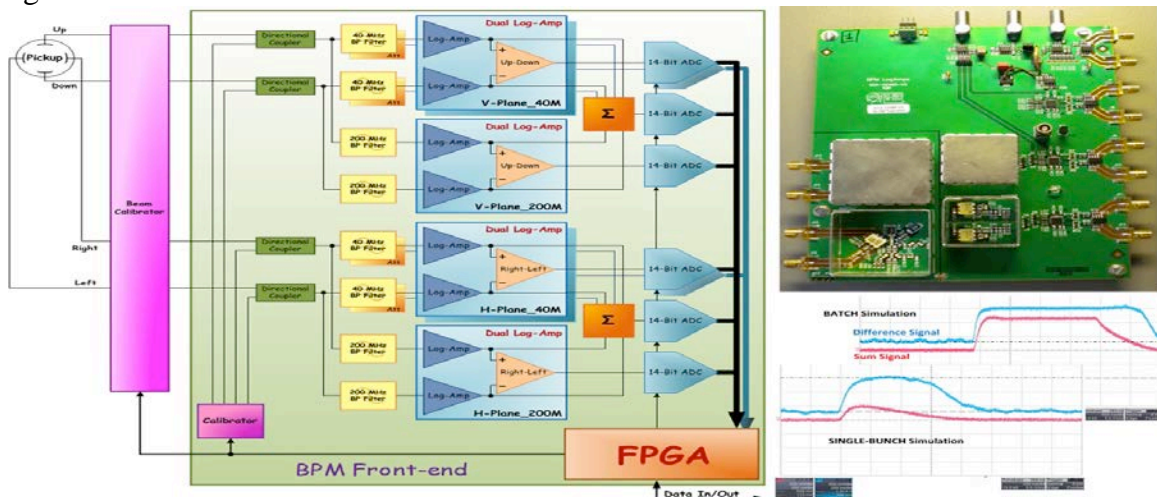 Up
(Pickup)
Down
Right
Left
Beam
Calibrator
Directional
Coupler
Directional
Coupler
Directional
Coupler
Directional
Coupler
Calibrator
40 MHz
BP Filter
Att
40 MHz
BP Filter
Att
200 MHz
BP Filter
200 MHz
BP Filter
Dual Log-Amp
Log-Amp
Log-Amp
+
Up-Down
-
V-Plane_40M
Dual Log-Amp
Log-Amp
Log-Amp
+
Up-Down
-
V-Plane_200M
Σ
14-Bit ADC
14-Bit ADC
14-Bit ADC
40 MHz
BP Filter
Att
40 MHz
BP Filter
Att
200 MHz
BP Filter
200 MHz
BP Filter
Dual Log-Amp
Log-Amp
Log-Amp
+
Right-Left
-
H-Plane_40M
Dual Log-Amp
Log-Amp
Log-Amp
+
Right-Left
-
H-Plane_200M
Σ
14-Bit ADC
14-Bit ADC
14-Bit ADC
FPGA
BPM Front-end
Data In/Out
BATCH Simulation
Difference Signal
Sum Signal
SINGLE-BUNCH Simulation